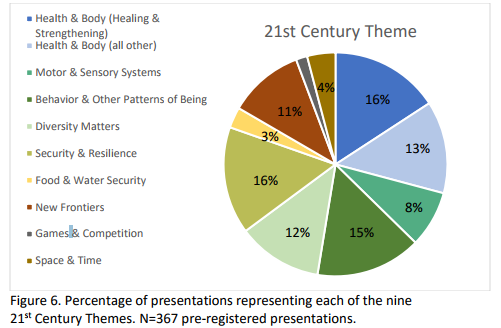 21st Century Theme
Health & Body (Healing &
Strengthening)
Health & Body (all other)
Motor & Sensory Systems
Behavior & Other Patterns of Being
Diversity Matters
Security & Resilience
Food & Water Security
New Frontiers
Games & Competition
Space & Time
16%
13%
8%
15%
12%
16%
3%
11%
4%
Figure 6. Percentage of presentations representing each of the nine
21st Century Themes. N=367 pre-registered presentations.